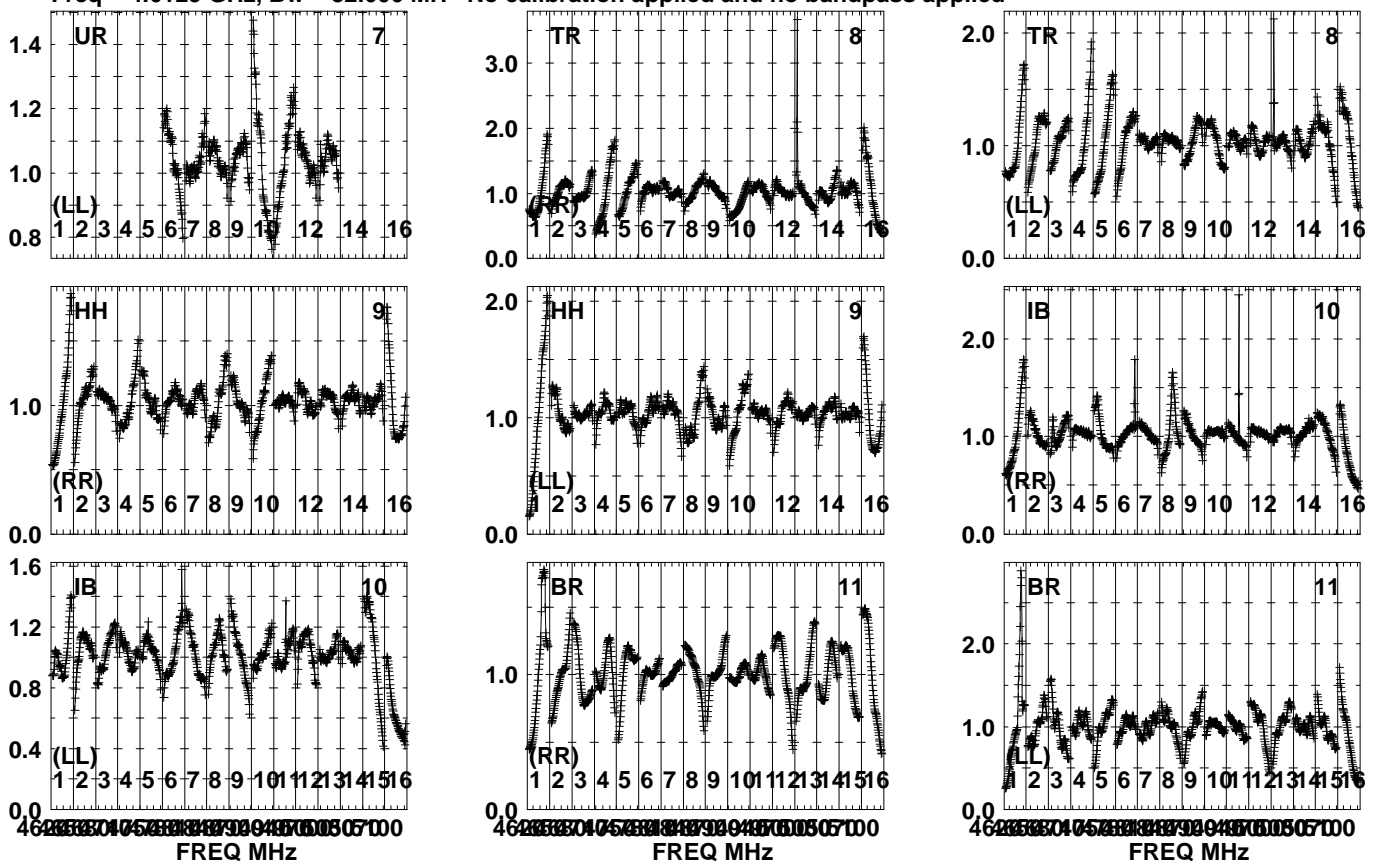 UR 7
1.4
1.2
1.0
0.8
(LL)
1 2 3 4 5 6 7 8 9 10 12 14 16
TR 8
3.0
2.0
1.0
0.0
(RR)
1 2 3 4 5 6 7 8 9 10 12 14 16
TR 8
2.0
1.0
0.0
(LL)
1 2 3 4 5 6 7 8 9 10 12 14 16
HH 9
1.0
0.0
(RR)
1 2 3 4 5 6 7 8 9 10 12 14 16
HH 9
2.0
1.0
0.0
(LL)
1 2 3 4 5 6 7 8 9 10 12 14 16
IB 10
2.0
1.0
0.0
(RR)
1 2 3 4 5 6 7 8 9 10 12 14 16
IB 10
1.6
1.2
0.8
0.4
0.0
(LL)
1 2 3 4 5 6 7 8 9 10 11 12 13 14 15 16
BR 11
1.0
0.0
(RR)
1 2 3 4 5 6 7 8 9 10 11 12 13 14 15 16
BR 11
2.0
1.0
0.0
(LL)
1 2 3 4 5 6 7 8 9 10 11 12 13 14 15 16
FREQ MHz
FREQ MHz
FREQ MHz